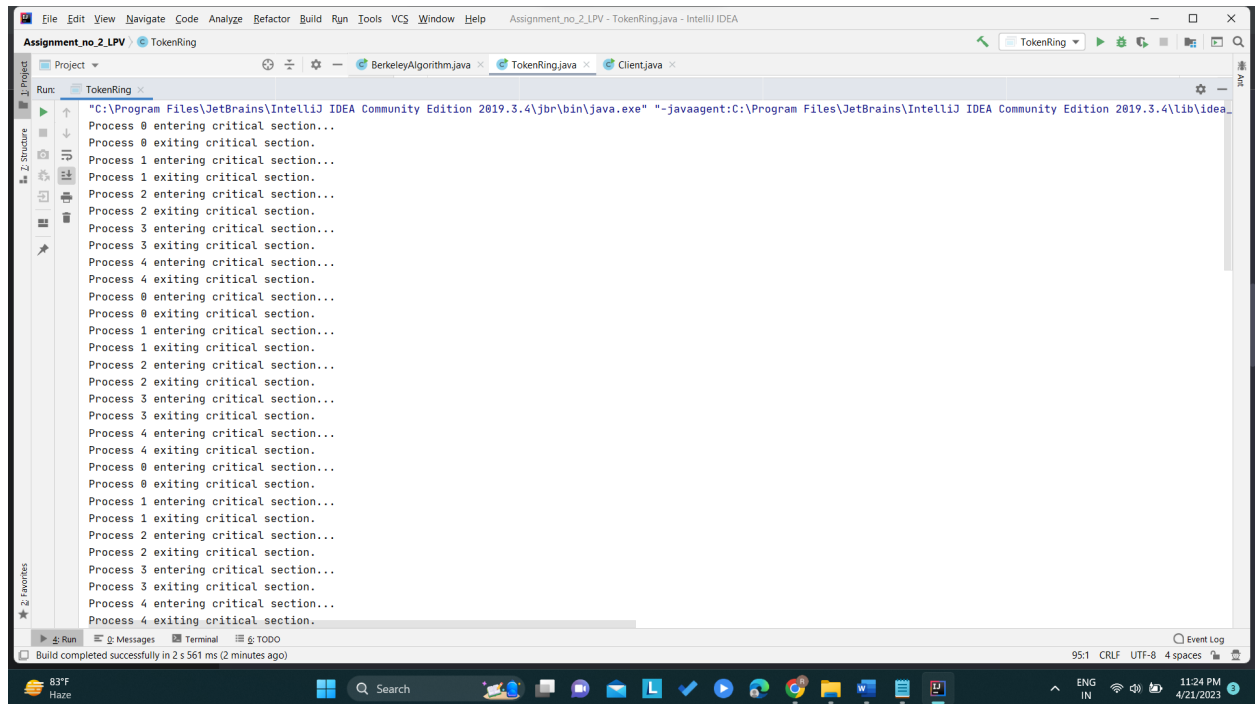 File Edit View Navigate Code Analyze Refactor Build Run Tools VCS Window Help Assignment_no_2_LPV - TokenRing.java - IntelliJ IDEA
Assignment_no_2_LPV TokenRing TokenRing
1: Project
Project BerkeleyAlgorithm.java TokenRing.java Client.java
Ant
Run: TokenRing
"C:\Program Files\JetBrains\IntelliJ IDEA Community Edition 2019.3.4\jbr\bin\java.exe" "-javaagent:C:\Program Files\JetBrains\IntelliJ IDEA Community Edition 2019.3.4\lib\idea_
Process 0 entering critical section...
Process 0 exiting critical section.
Process 1 entering critical section...
Process 1 exiting critical section.
Process 2 entering critical section...
Process 2 exiting critical section.
Process 3 entering critical section...
Process 3 exiting critical section.
Process 4 entering critical section...
Process 4 exiting critical section.
Process 0 entering critical section...
Process 0 exiting critical section.
Process 1 entering critical section...
Process 1 exiting critical section.
Process 2 entering critical section...
Process 2 exiting critical section.
Process 3 entering critical section...
Process 3 exiting critical section.
Process 4 entering critical section...
Process 4 exiting critical section.
Process 0 entering critical section...
Process 0 exiting critical section.
Process 1 entering critical section...
Process 1 exiting critical section.
Process 2 entering critical section...
Process 2 exiting critical section.
Process 3 entering critical section...
Process 3 exiting critical section.
Process 4 entering critical section...
Process 4 exiting critical section.
Z: Structure
2: Favorites
4: Run 0: Messages Terminal 6: TODO Event Log
Build completed successfully in 2 s 561 ms (2 minutes ago) 95:1 CRLF UTF-8 4 spaces
83°F
Haze
Search
ENG
IN
11:24 PM
4/21/2023
3